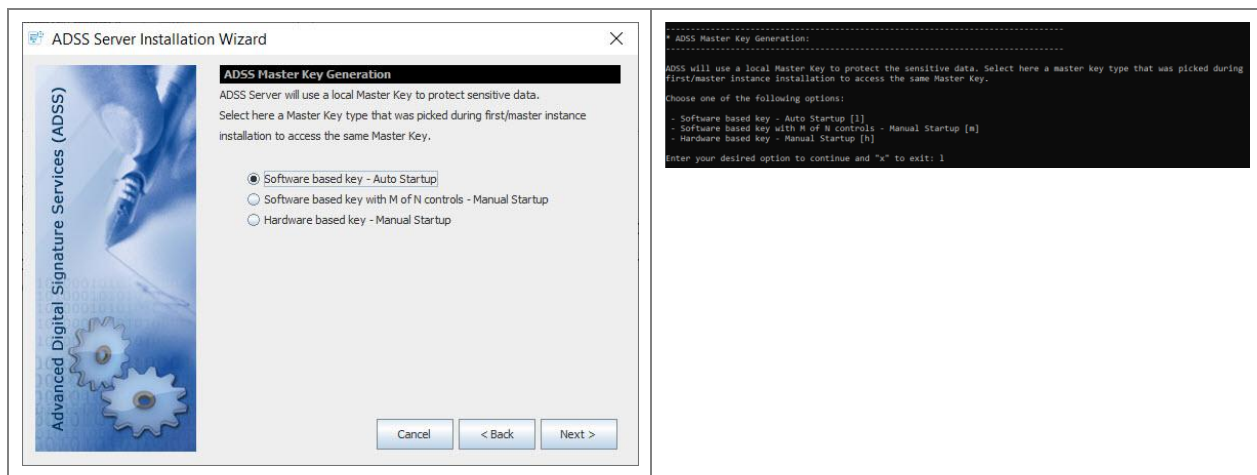 ADSS Server Installation Wizard
Advanced Digital Signature Services (ADSS)
ADSS Master Key Generation
ADSS Server will use a local Master Key to protect sensitive data.
Select here a Master Key type that was picked during first/master instance
installation to access the same Master Key.
Software based key - Auto Startup
Software based key with M of N controls - Manual Startup
Hardware based key - Manual Startup
Cancel
< Back
Next >
--------------------------------------------------------------------------------
* ADSS Master Key Generation:
--------------------------------------------------------------------------------
ADSS will use a local Master Key to protect the sensitive data. Select here a master key type that was picked during
first/master instance installation to access the same Master Key.
Choose one of the following options:
- Software based key - Auto Startup [l]
- Software based key with M of N controls - Manual Startup [m]
- Hardware based key - Manual Startup [h]
Enter your desired option to continue and "x" to exit: l